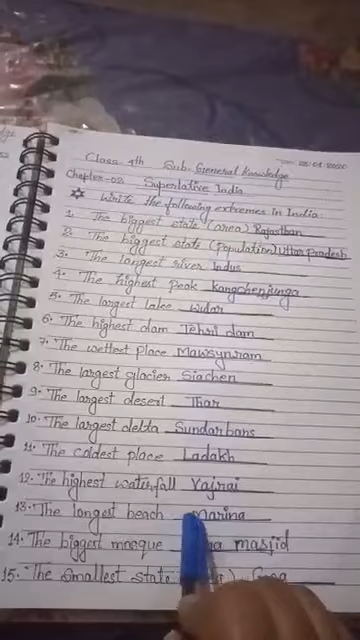 Class - 4th Sub. General Knowledge
Chapter-02 Superlative India
Write the following extremes in India.
1. The biggest state (area) Rajasthan
2. The biggest state (Population) Uttar Pradesh
3. The longest river Indus
4. The highest peak Kangchenjunga
5. The largest lake Wular
6. The highest dam Tehri dam
7. The wettest place Mawsynram
8. The largest glacier Siachen
9. The largest desert Thar
10. The largest delta Sundarbans
11. The coldest place Ladakh
12. The highest waterfall
13. The longest beach Marina
14. The biggest mosque masjid
15. The smallest state Goa